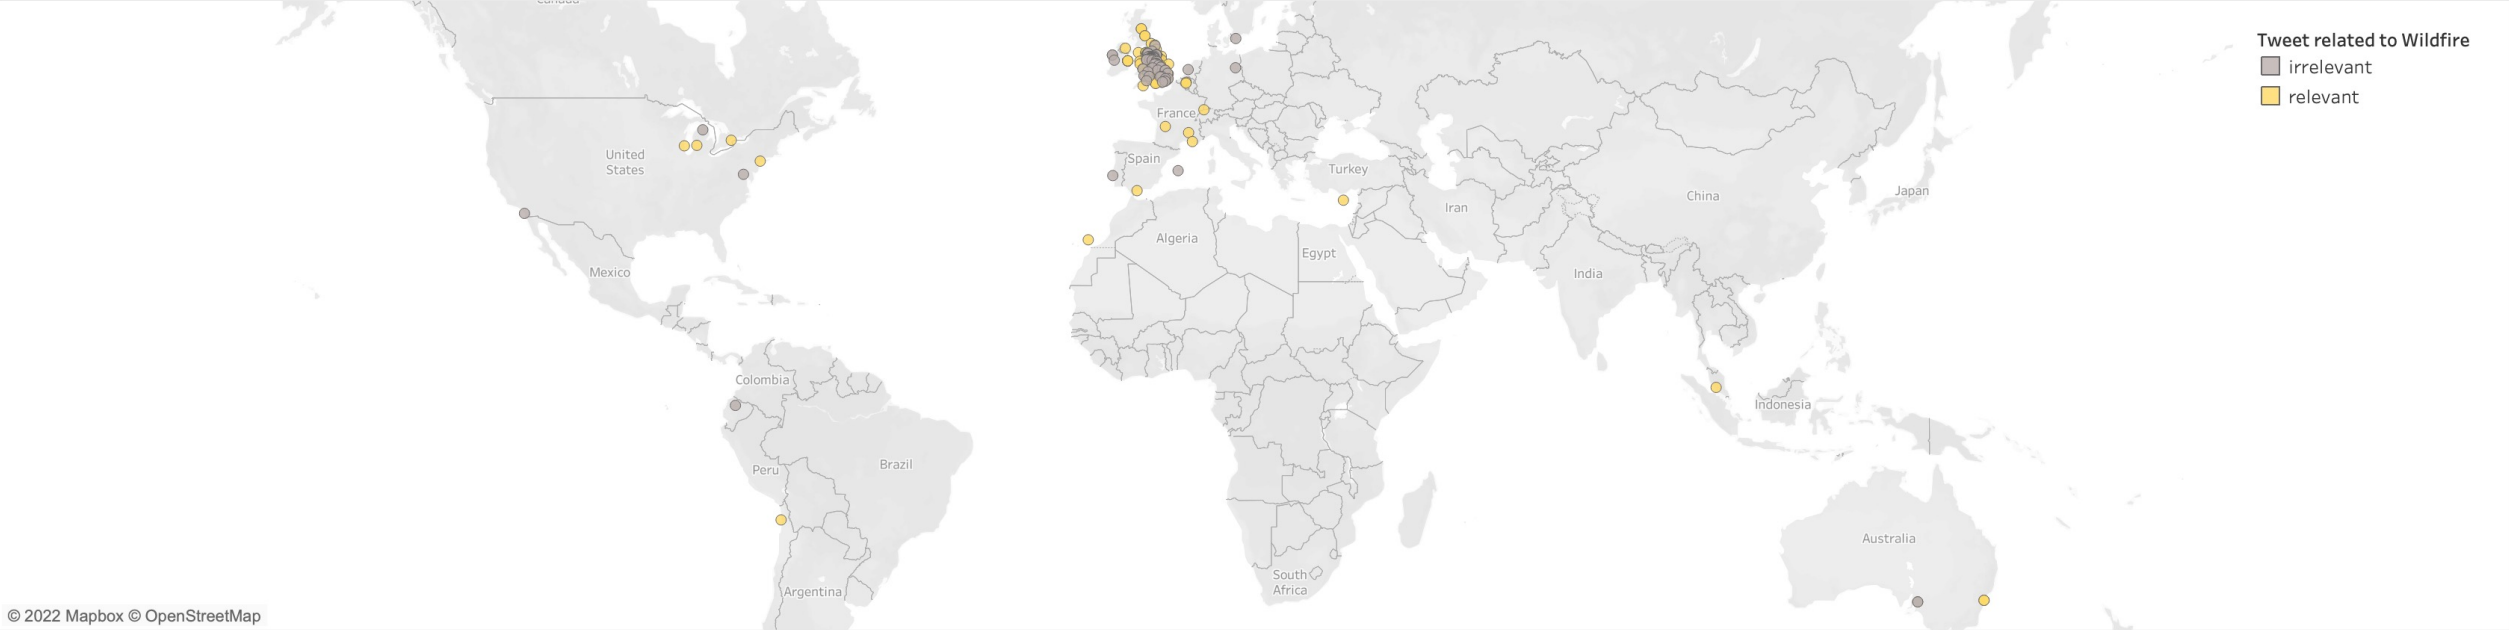 Canada
Tweet related to Wildfire
irrelevant
relevant
France
United
States
Spain
Turkey
China
Japan
Iran
Algeria
Egypt
Mexico
India
Colombia
Indonesia
Peru
Brazil
Australia
South
Africa
Argentina
© 2022 Mapbox © OpenStreetMap